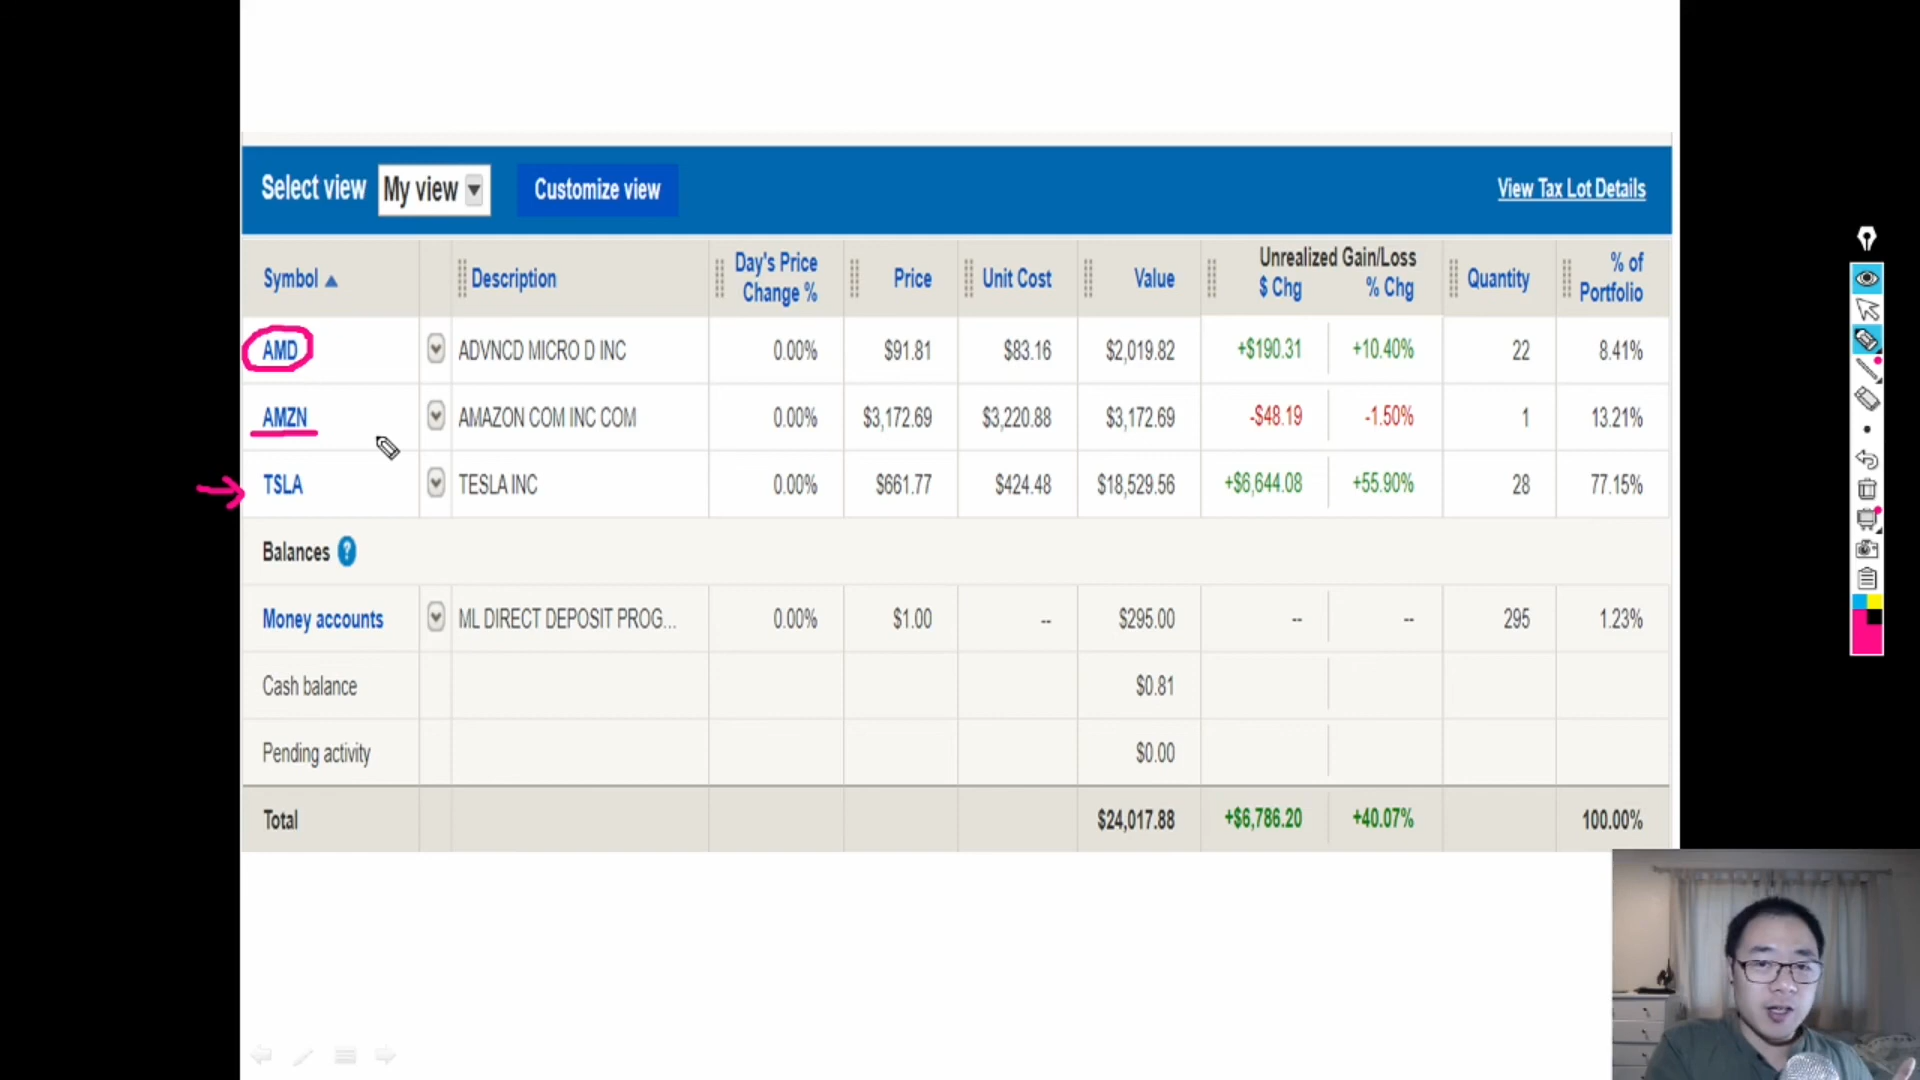 Select view My view Customize view View Tax Lot Details
Symbol Description Day's Price Change % Price Unit Cost Value Unrealized Gain/Loss $ Chg % Chg Quantity % of Portfolio
AMD ADVNCD MICRO D INC 0.00% $91.81 $83.16 $2,019.82 +$190.31 +10.40% 22 8.41%
AMZN AMAZON COM INC COM 0.00% $3,172.69 $3,220.88 $3,172.69 -$48.19 -1.50% 1 13.21%
TSLA TESLA INC 0.00% $661.77 $424.48 $18,529.56 +$6,644.08 +55.90% 28 77.15%
Balances ?
Money accounts ML DIRECT DEPOSIT PROG... 0.00% $1.00 -- $295.00 -- -- 295 1.23%
Cash balance $0.81
Pending activity $0.00
Total $24,017.88 +$6,786.20 +40.07% 100.00%